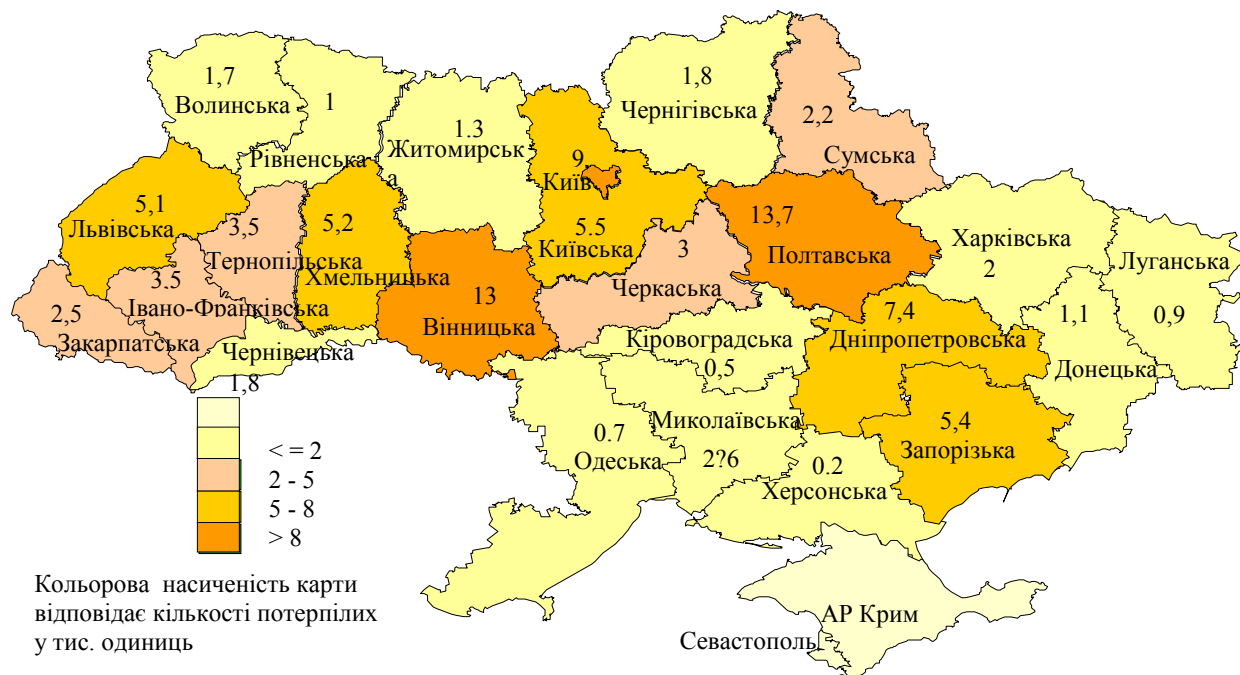 1,7
Волинська
1
Рівненська
1.3
Житомирськ
а
9,
Київ
5.5
Київська
1,8
Чернігівська
2,2
Сумська
5,1
Львівська
3,5
Тернопільська
5,2
Хмельницька
3.5
Івано-Франківська
2,5
Закарпатська
Чернівецька
1,8
13
Вінницька
3
Черкаська
13,7
Полтавська
Харківська
2
Луганська
0,9
1,1
Донецька
7,4
Дніпропетровська
Кіровоградська
0,5
Миколаївська
2?6
0.7
Одеська
0.2
Херсонська
5,4
Запорізька
АР Крим
Севастополь
< = 2
2 - 5
5 - 8
> 8
Кольорова насиченість карти
відповідає кількості потерпілих
у тис. одиниць